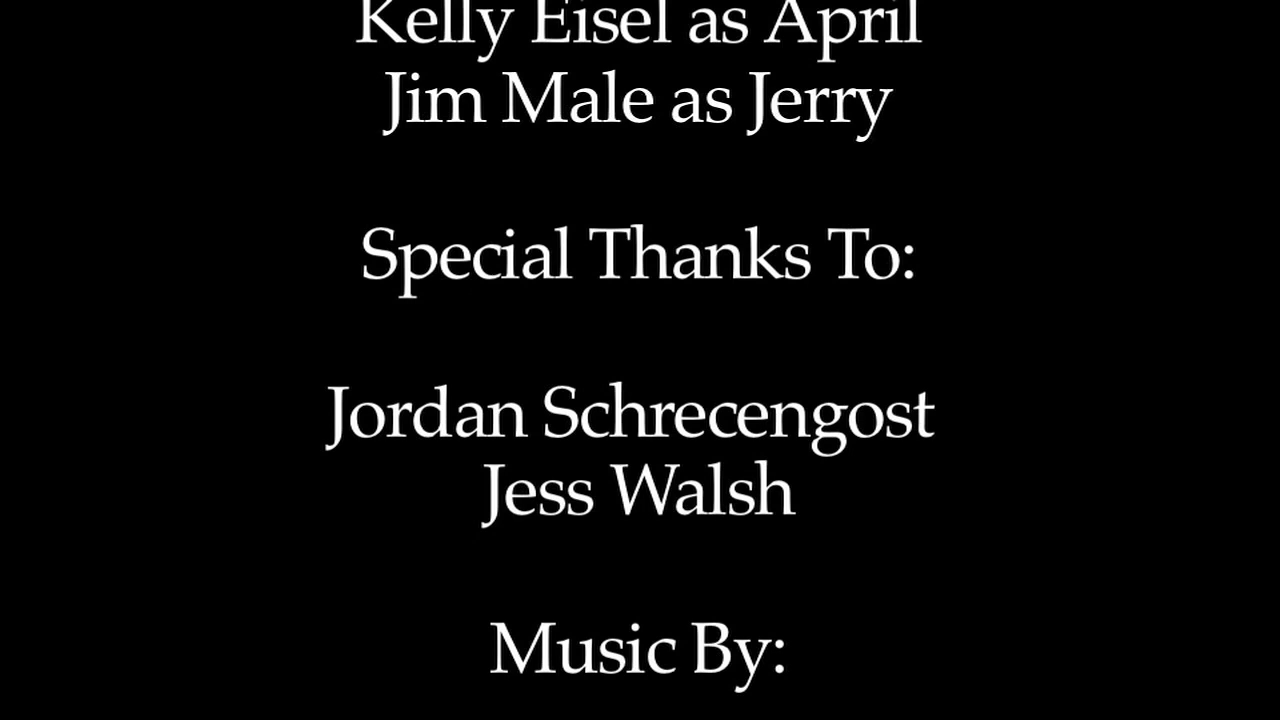 Kelly Eisel as April
Jim Male as Jerry
Special Thanks To:
Jordan Schrecengost
Jess Walsh
Music By: